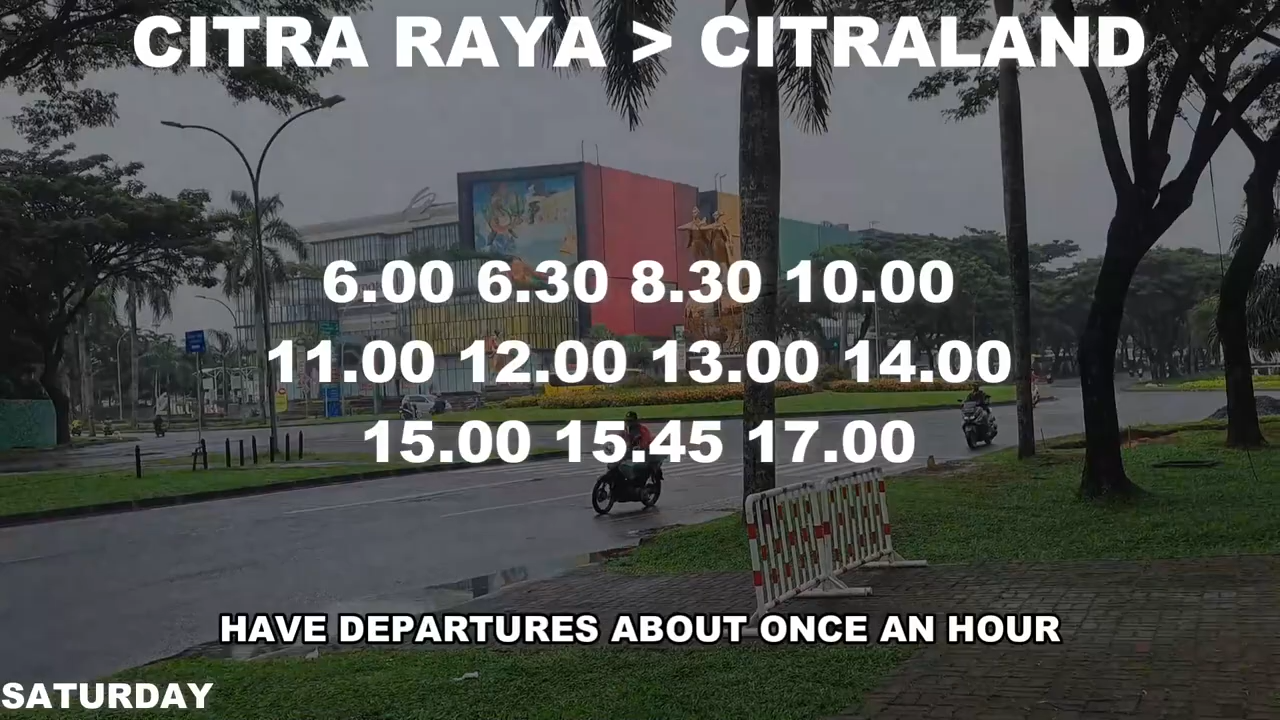 CITRA RAYA > CITRALAND
6.00 6.30 8.30 10.00
11.00 12.00 13.00 14.00
15.00 15.45 17.00
HAVE DEPARTURES ABOUT ONCE AN HOUR
SATURDAY